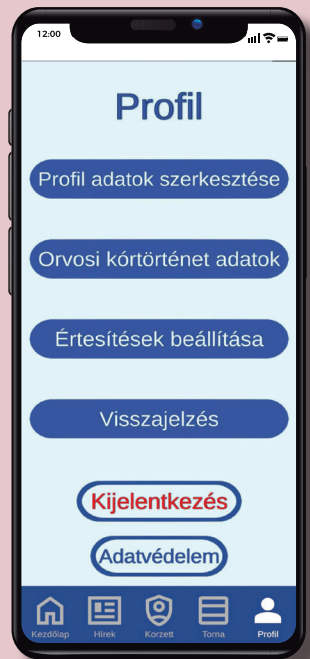 12:00
Profil
Profil adatok szerkesztése
Orvosi kórtörténet adatok
Értesítések beállítása
Visszajelzés
Kijelentkezés
Adatvédelem
Kezdőlap Hírek Korzett Torna Profil